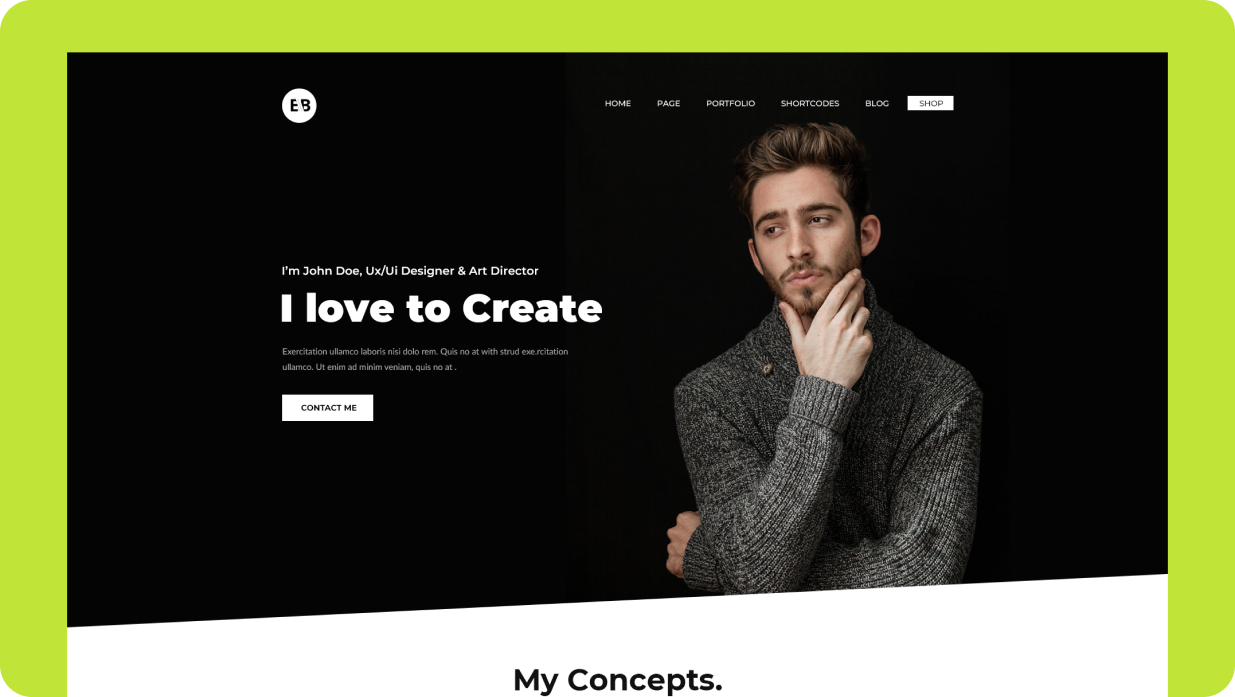 EB
HOME PAGE PORTFOLIO SHORTCODES BLOG SHOP
I'm John Doe, Ux/Ui Designer & Art Director
I love to Create
Exercitation ullamco laboris nisi dolo rem. Quis no at with strud exe.rcitation
ullamco. Ut enim ad minim veniam, quis no at .
CONTACT ME
My Concepts.